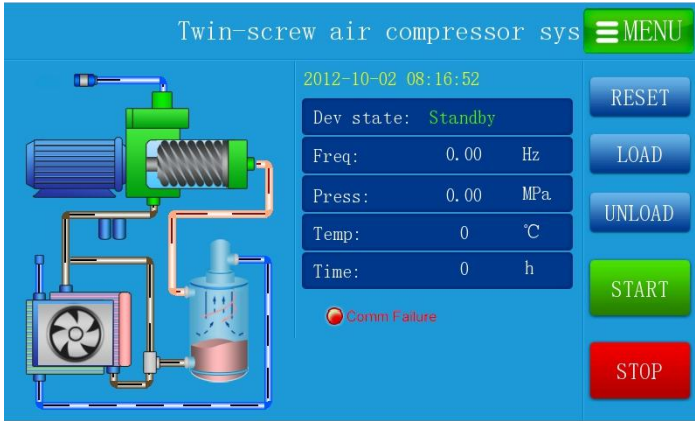 Twin-screw air compressor sys
MENU
2012-10-02 08:16:52
Dev state: Standby
Freq: 0.00 Hz
Press: 0.00 MPa
Temp: 0 ℃
Time: 0 h
Comm Failure
RESET
LOAD
UNLOAD
START
STOP